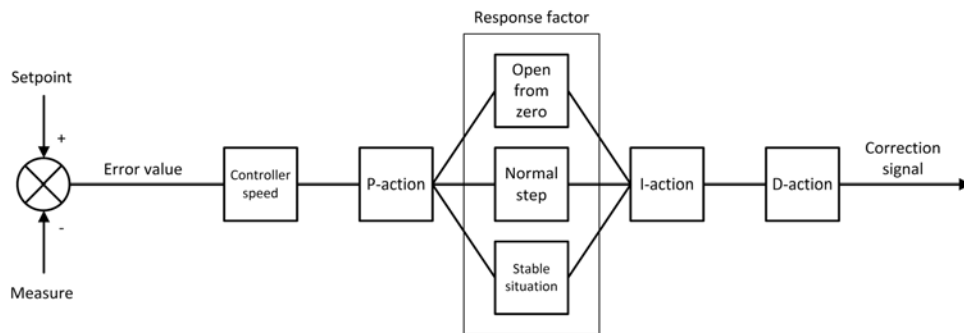 Response factor
Setpoint
+
Error value
-
Measure
Controller
speed
P-action
Open
from
zero
Normal
step
Stable
situation
I-action
D-action
Correction
signal